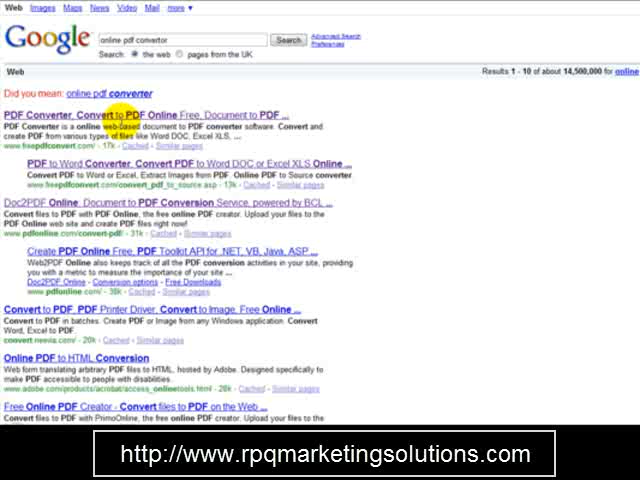 Web Images Maps News Video Mail more ▼
Google online pdf convertor Search Advanced Search
Preferences
Search: the web pages from the UK
Web Results 1 - 10 of about 14,500,000 for online
Did you mean: online pdf converter
PDF Converter, Convert to PDF Online Free, Document to PDF ...
PDF Converter is a online web-based document to PDF converter software. Convert and
create PDF from various types of files like Word DOC, Excel XLS, ...
www.freepdfconvert.com/ - 17k - Cached - Similar pages
PDF to Word Converter, Convert PDF to Word DOC or Excel XLS Online ...
Convert PDF to Word or Excel, Extract Images from PDF. Online PDF to Source converter.
www.freepdfconvert.com/convert_pdf_to_source.asp - 13k - Cached - Similar pages
Doc2PDF Online, Document to PDF Conversion Service, powered by BCL ...
Convert files to PDF with PDF Online, the free online PDF creator. Upload your files to the
PDF Online web site and create PDF files right now!
www.pdfonline.com/convert-pdf/ - 31k - Cached - Similar pages
Create PDF Online Free, PDF Toolkit API for .NET, VB, Java, ASP ...
Web2PDF Online also keeps track of all the PDF conversion activities in your site, providing
you with a metric to measure the importance of your site ...
Doc2PDF Online - Conversion options - Free Downloads
www.pdfonline.com/ - 38k - Cached - Similar pages
Convert to PDF, PDF Printer Driver, Convert to Image, Free Online ...
Convert to PDF in batches. Create PDF or Image from any Windows application. Convert
Word, Excel to PDF.
convert.neevia.com/ - 20k - Cached - Similar pages
Online PDF to HTML Conversion
Web form translating arbitrary PDF files to HTML, hosted by Adobe. Designed specifically to
make PDF accessible to people with disabilities.
www.adobe.com/products/acrobat/access_onlinetools.html - 28k - Cached - Similar pages
Free Online PDF Creator - Convert files to PDF on the Web ...
Convert files to PDF with PrimoOnline, the free online PDF creator. Upload your files to the
http://www.rpqmarketingsolutions.com